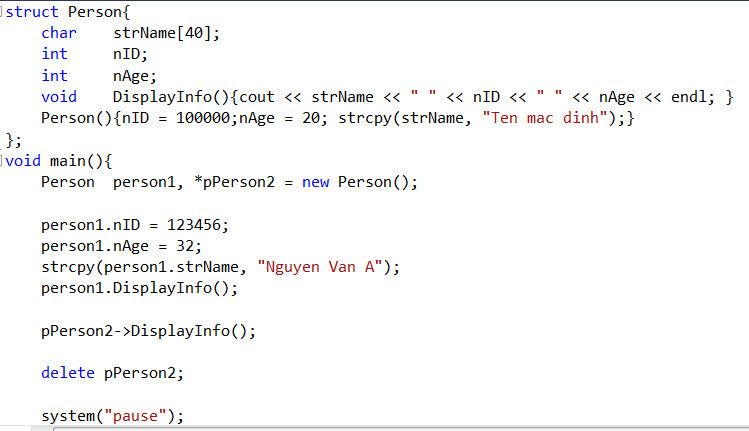 struct Person{
    char    strName[40];
    int     nID;
    int     nAge;
    void    DisplayInfo(){cout << strName << " " << nID << " " << nAge << endl; }
    Person(){nID = 100000;nAge = 20; strcpy(strName, "Ten mac dinh");}
};
void main(){
    Person  person1, *pPerson2 = new Person();
    person1.nID = 123456;
    person1.nAge = 32;
    strcpy(person1.strName, "Nguyen Van A");
    person1.DisplayInfo();
    pPerson2->DisplayInfo();
    delete pPerson2;
    system("pause");